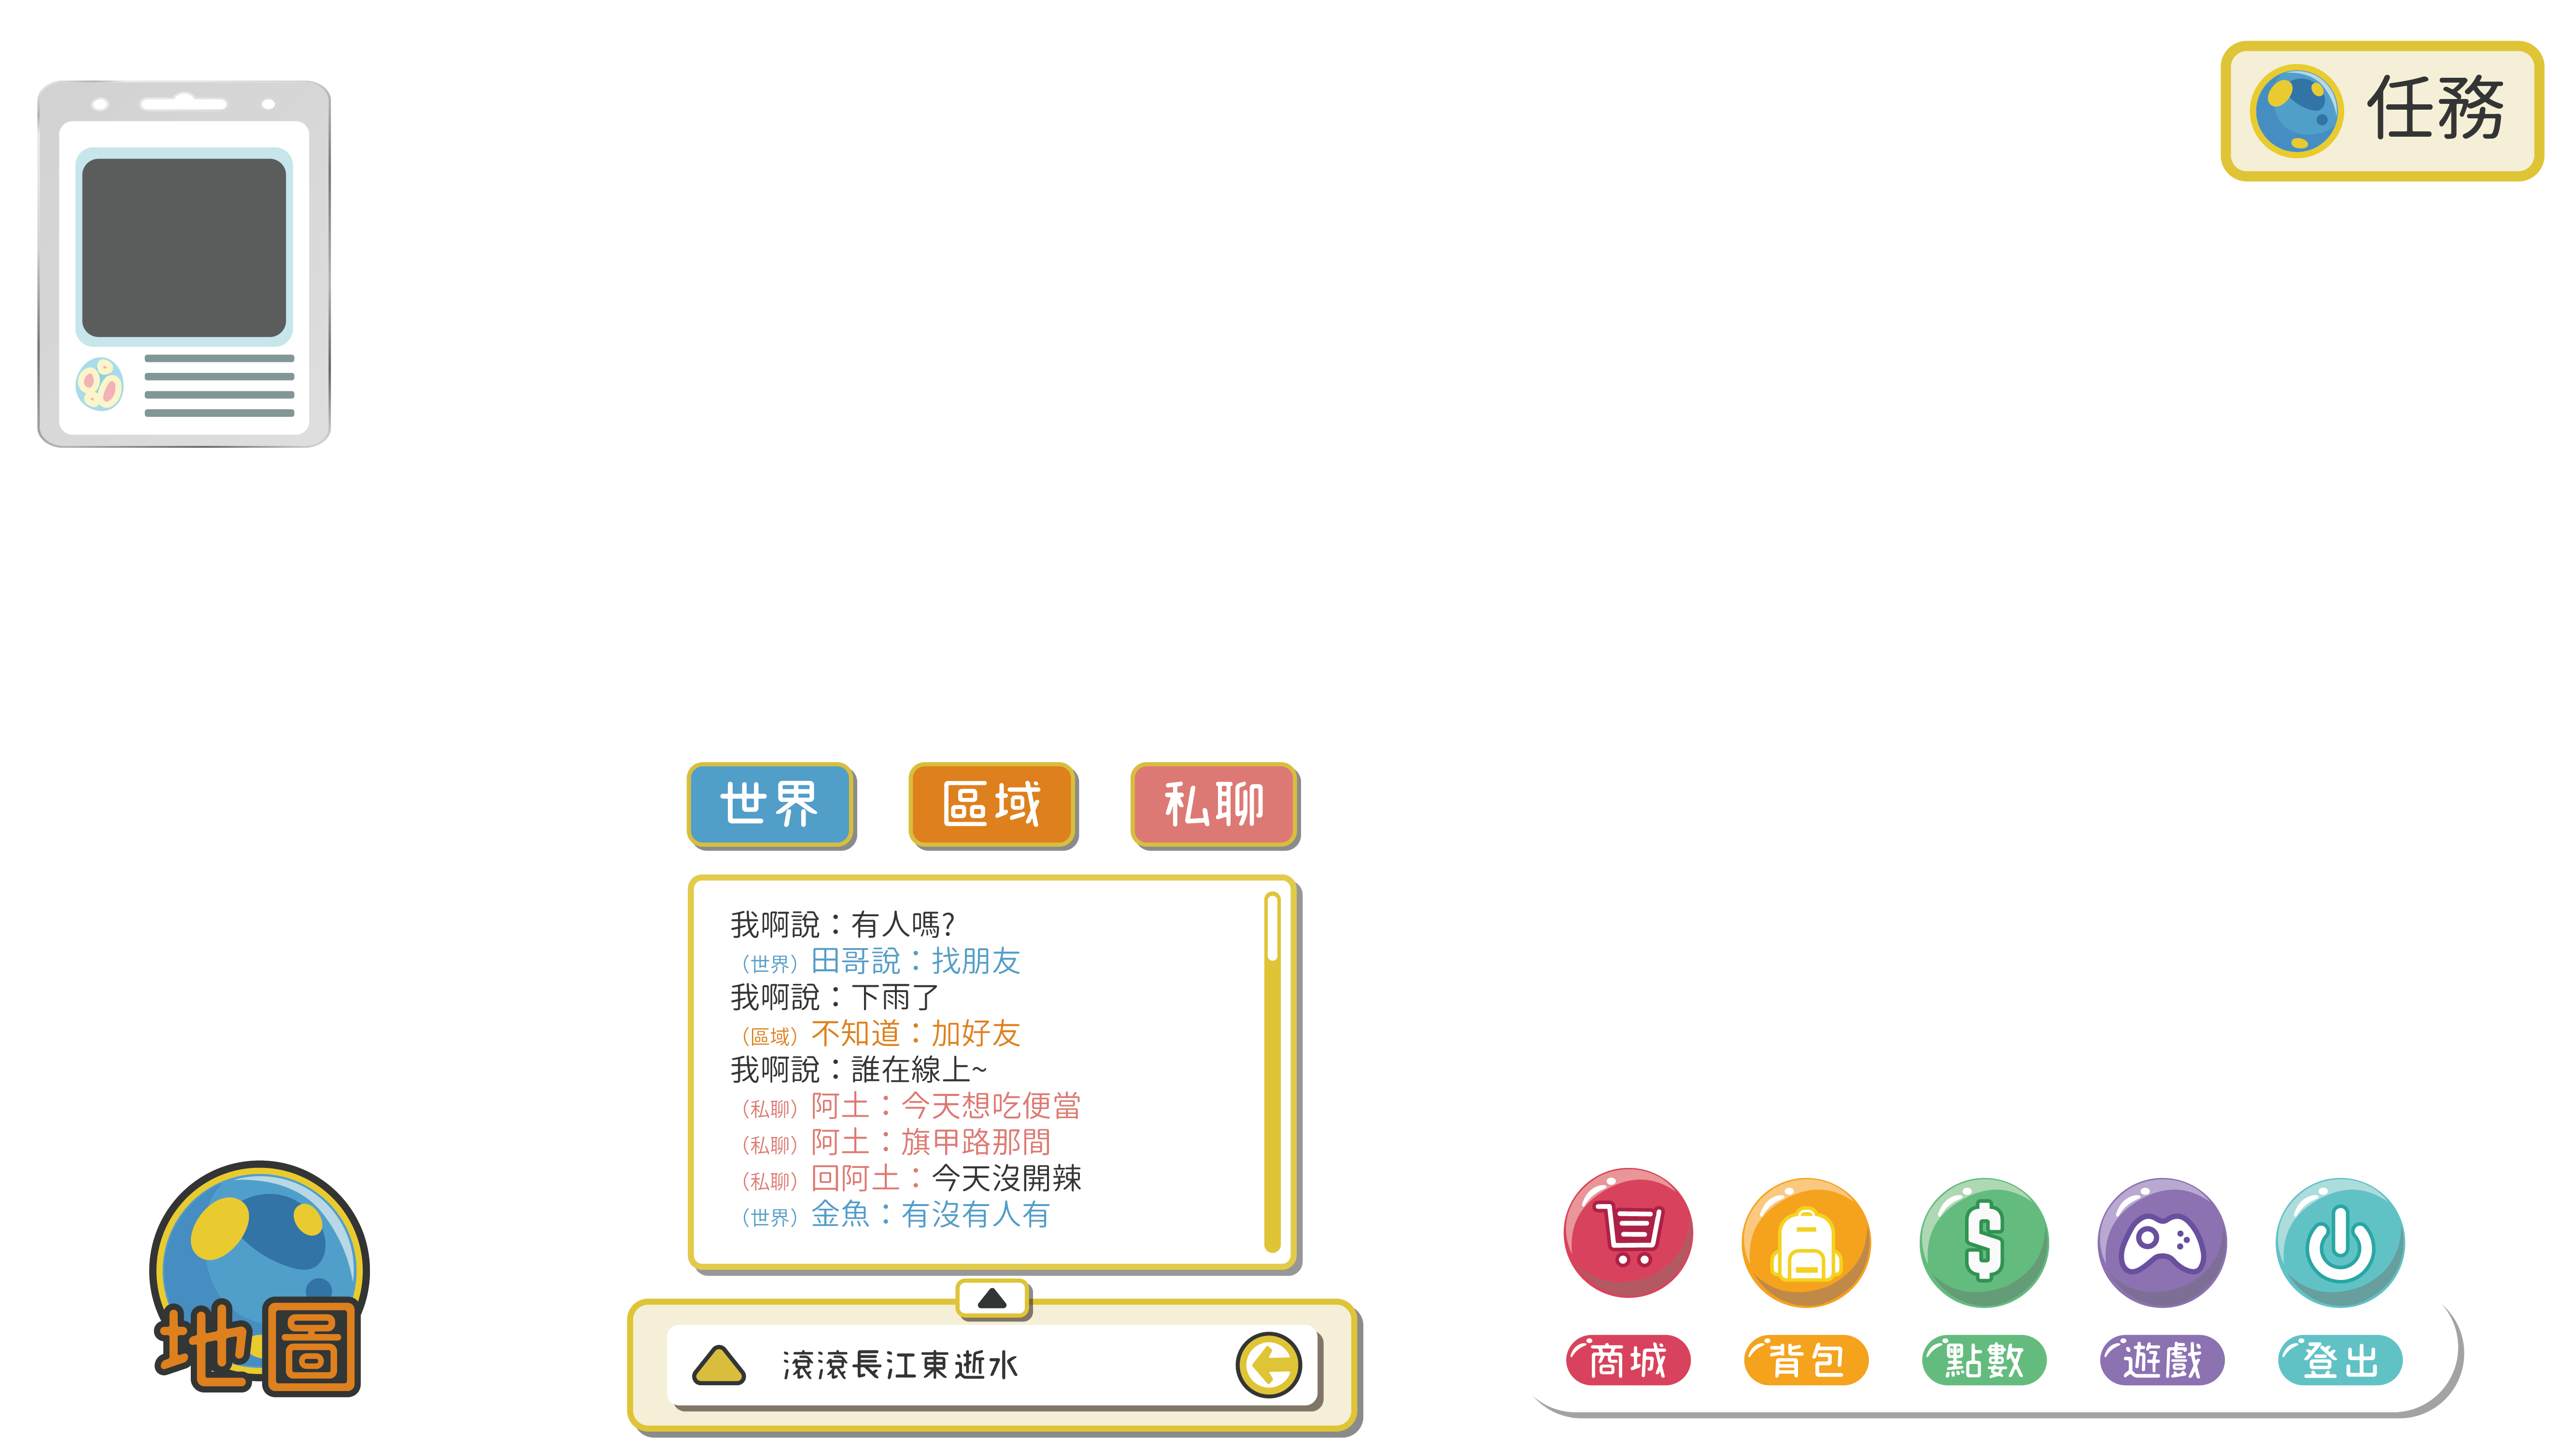 任務
世界
區域
私聊
我啊說：有人嗎?
（世界）田哥說：找朋友
我啊說：下雨了
（區域）不知道：加好友
我啊說：誰在線上~
（私聊）阿土：今天想吃便當
（私聊）阿土：旗甲路那間
（私聊）回阿土：今天沒開辣
（世界）金魚：有沒有人有
滾滾長江東逝水
地圖
$
商城
背包
點數
遊戲
登出